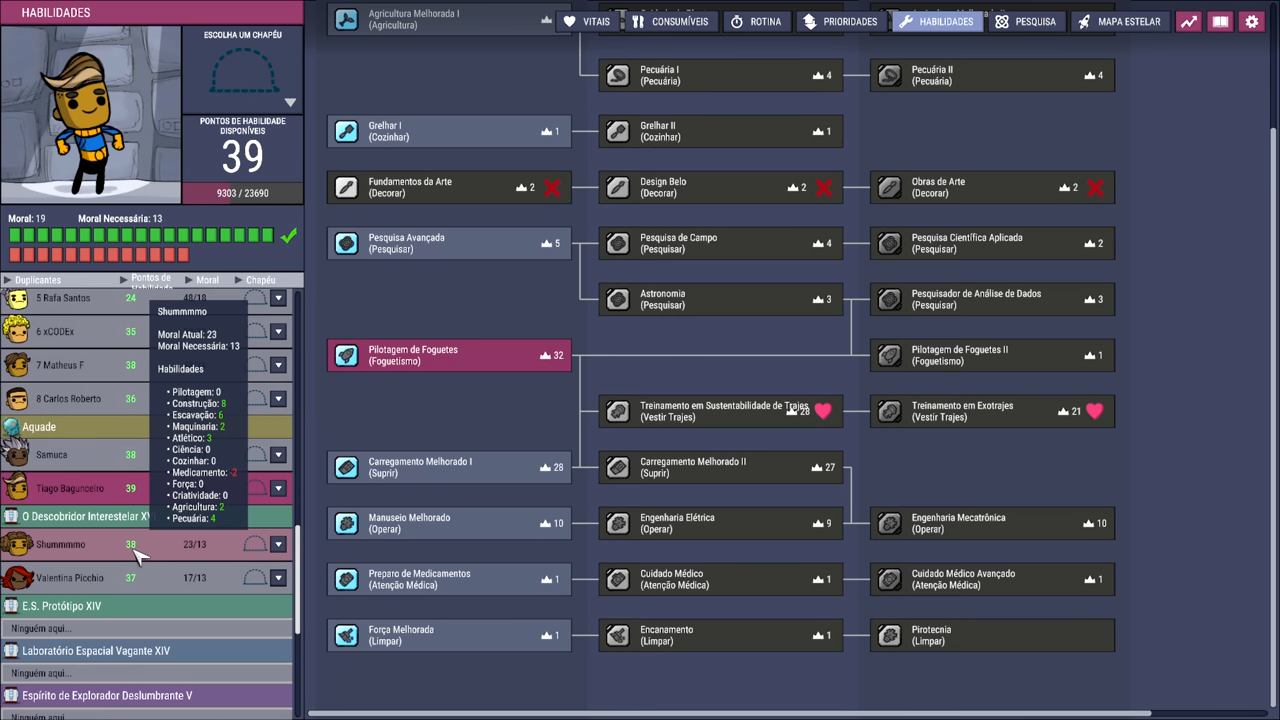 HABILIDADES
ESCOLHA UM CHAPÉU
PONTOS DE HABILIDADE
DISPONÍVEIS
39
9303 / 23690
Moral: 19
Moral Necessária: 13
Duplicantes
Pontos de
Moral
Chapéu
5 Rafa Santos
24
48/18
6 xCODEx
35
7 Matheus F
38
8 Carlos Roberto
36
Aquade
Samuca
38
Tiago Bagunceiro
39
O Descobridor Interestelar
Shummmmo
38
23/13
Valentina Picchio
37
17/13
E.S. Protótipo XIV
Ninguém aqui...
Laboratório Espacial Vagante XIV
Ninguém aqui...
Espírito de Explorador Deslumbrante V
Ninguém aqui...
Shummmmo
Moral Atual: 23
Moral Necessária: 13
Habilidades
• Pilotagem: 0
• Construção: 8
• Escavação: 6
• Maquinaria: 2
• Atlético: 3
• Ciência: 0
• Cozinhar: 0
• Medicamento: -2
• Força: 0
• Criatividade: 0
• Agricultura: 2
• Pecuária: 4
VITAIS
CONSUMÍVEIS
ROTINA
PRIORIDADES
HABILIDADES
PESQUISA
MAPA ESTELAR
Agricultura Melhorada I
(Agricultura)
Pecuária I
(Pecuária)
4
Pecuária II
(Pecuária)
4
Grelhar I
(Cozinhar)
1
Grelhar II
(Cozinhar)
1
Fundamentos da Arte
(Decorar)
2
Design Belo
(Decorar)
2
Obras de Arte
(Decorar)
2
Pesquisa Avançada
(Pesquisar)
5
Pesquisa de Campo
(Pesquisar)
4
Pesquisa Científica Aplicada
(Pesquisar)
2
Astronomia
(Pesquisar)
3
Pesquisador de Análise de Dados
(Pesquisar)
3
Pilotagem de Foguetes
(Foguetismo)
32
Pilotagem de Foguetes II
(Foguetismo)
1
Treinamento em Sustentabilidade de Trajes
(Vestir Trajes)
28
Treinamento em Exotrajes
(Vestir Trajes)
21
Carregamento Melhorado I
(Suprir)
28
Carregamento Melhorado II
(Suprir)
27
Manuseio Melhorado
(Operar)
10
Engenharia Elétrica
(Operar)
9
Engenharia Mecatrônica
(Operar)
10
Preparo de Medicamentos
(Atenção Médica)
1
Cuidado Médico
(Atenção Médica)
1
Cuidado Médico Avançado
(Atenção Médica)
1
Força Melhorada
(Limpar)
1
Encanamento
(Limpar)
1
Pirotecnia
(Limpar)